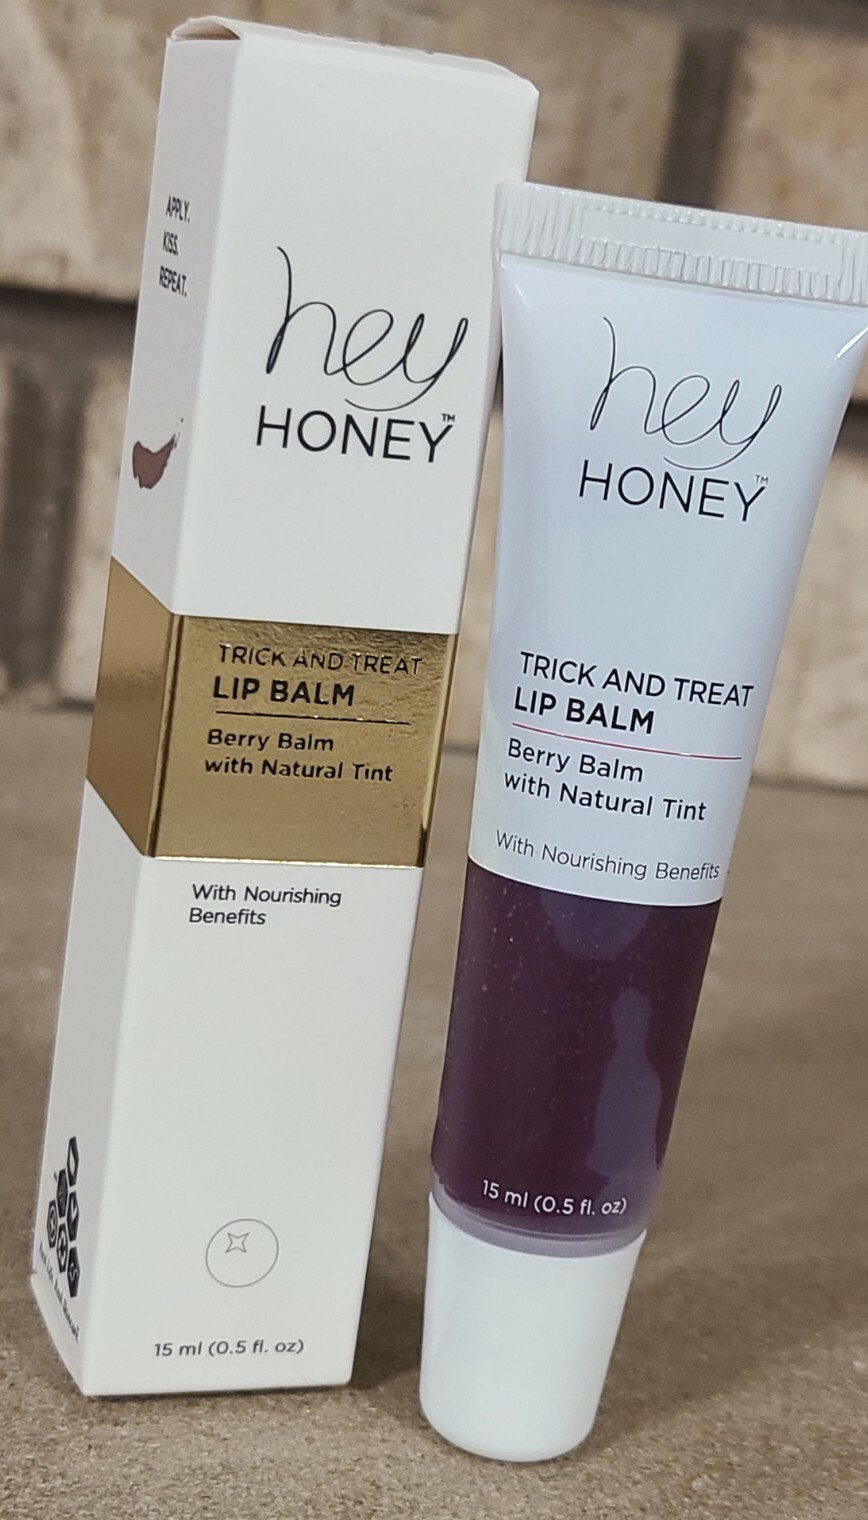 APPLY.
KISS.
REPEAT.
hey
HONEY™
TRICK AND TREAT
LIP BALM
Berry Balm
with Natural Tint
With Nourishing
Benefits
15 ml (0.5 fl. oz)
hey
HONEY™
TRICK AND TREAT
LIP BALM
Berry Balm
with Natural Tint
With Nourishing Benefits
15 ml (0.5 fl. oz)